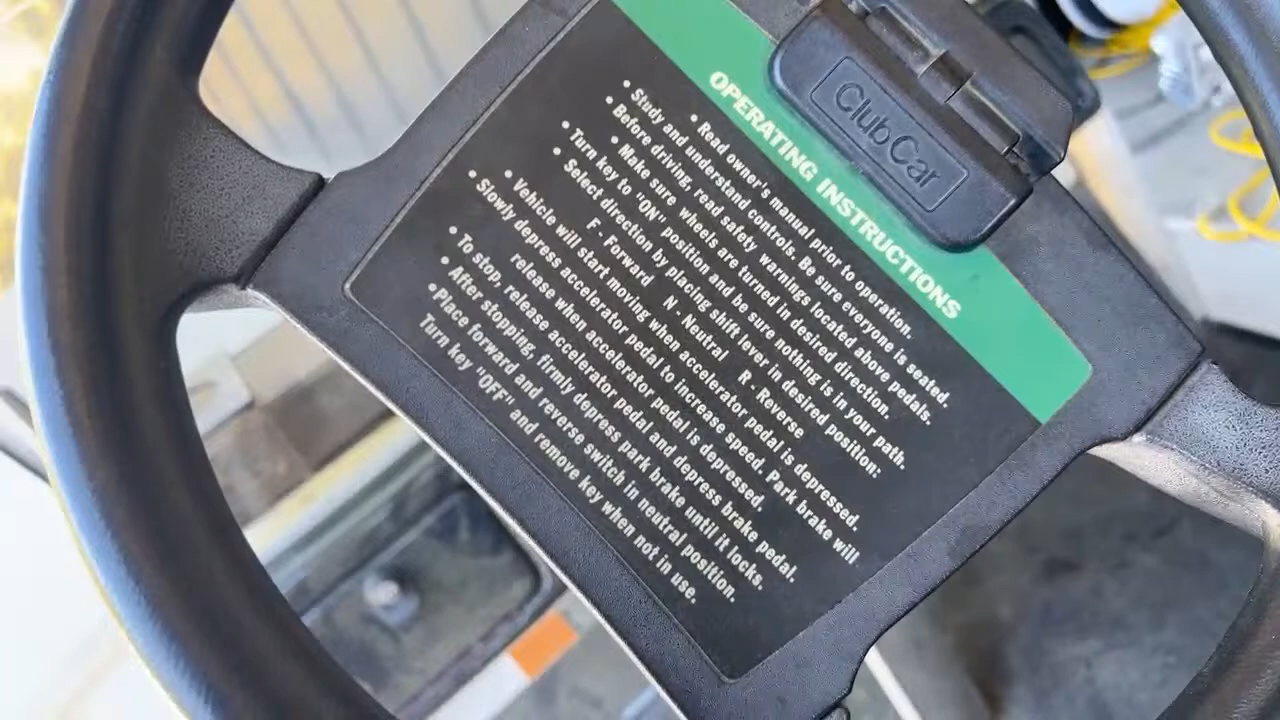 Club Car
OPERATING INSTRUCTIONS
• Read owner's manual prior to operation.
• Study and understand controls. Be sure everyone is seated.
• Before driving, read safety warnings located above pedals.
• Make sure wheels are turned in desired direction.
• Turn key to "ON" position and be sure nothing is in your path.
• Select direction by placing shift lever in desired position:
F - Forward N - Neutral R - Reverse
• Vehicle will start moving when accelerator pedal is depressed.
• Slowly depress accelerator pedal to increase speed. Park brake will
release when accelerator pedal is depressed.
• To stop, release accelerator pedal and depress brake pedal.
• After stopping, firmly depress park brake until it locks.
• Place forward and reverse switch in neutral position.
Turn key "OFF" and remove key when not in use.